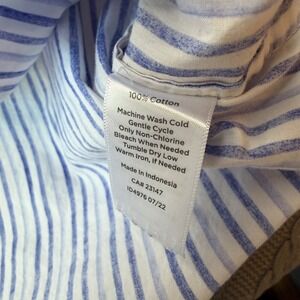 100% Cotton
Machine Wash Cold
Gentle Cycle
Only Non-Chlorine
Bleach When Needed
Tumble Dry Low
Warm Iron, If Needed
Made in Indonesia
CA# 23147
ID4976 07/22